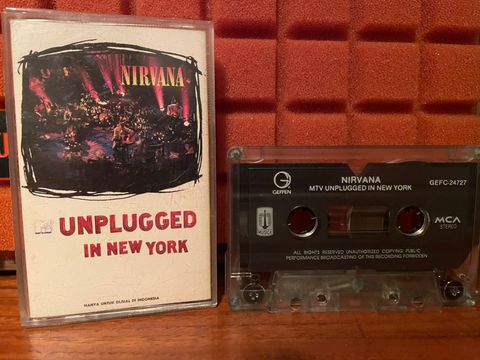 NIRVANA
UNPLUGGED
IN NEW YORK
HANYA UNTUK DIJUAL DI INDONESIA
G
GEFFEN
NIRVANA
MTV UNPLUGGED IN NEW YORK
GEFC-24727
MUSICA
MCA
STEREO
ALL RIGHTS RESERVED UNAUTHORIZED COPYING PUBLIC
PERFORMANCE BROADCASTING OF THIS RECORDING FORBIDDEN